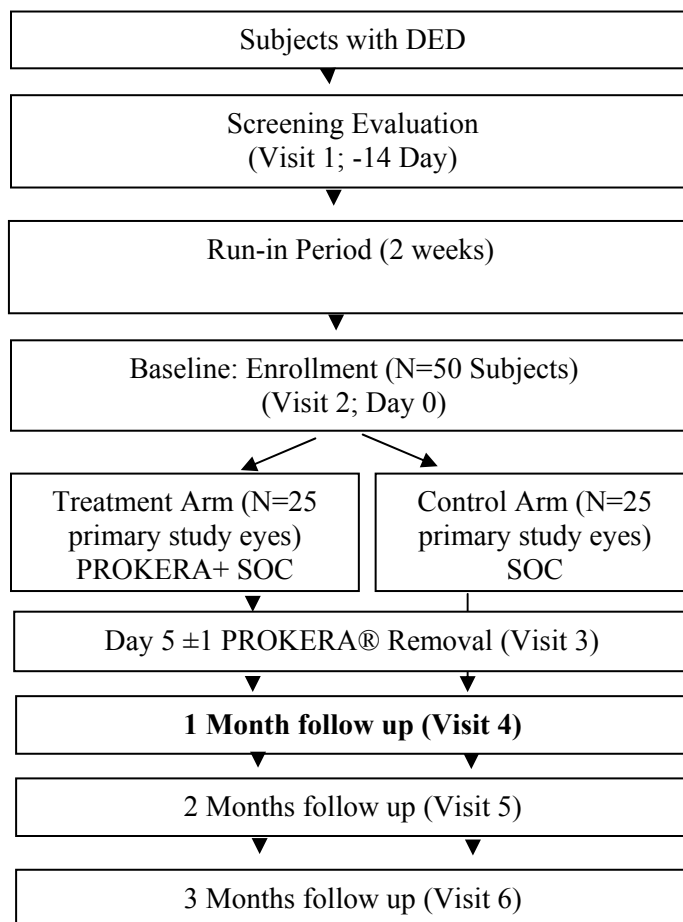 Subjects with DED
Screening Evaluation
(Visit 1; -14 Day)
Run-in Period (2 weeks)
Baseline: Enrollment (N=50 Subjects)
(Visit 2; Day 0)
Treatment Arm (N=25
primary study eyes)
PROKERA+ SOC
Control Arm (N=25
primary study eyes)
SOC
Day 5 ±1 PROKERA® Removal (Visit 3)
1 Month follow up (Visit 4)
2 Months follow up (Visit 5)
3 Months follow up (Visit 6)